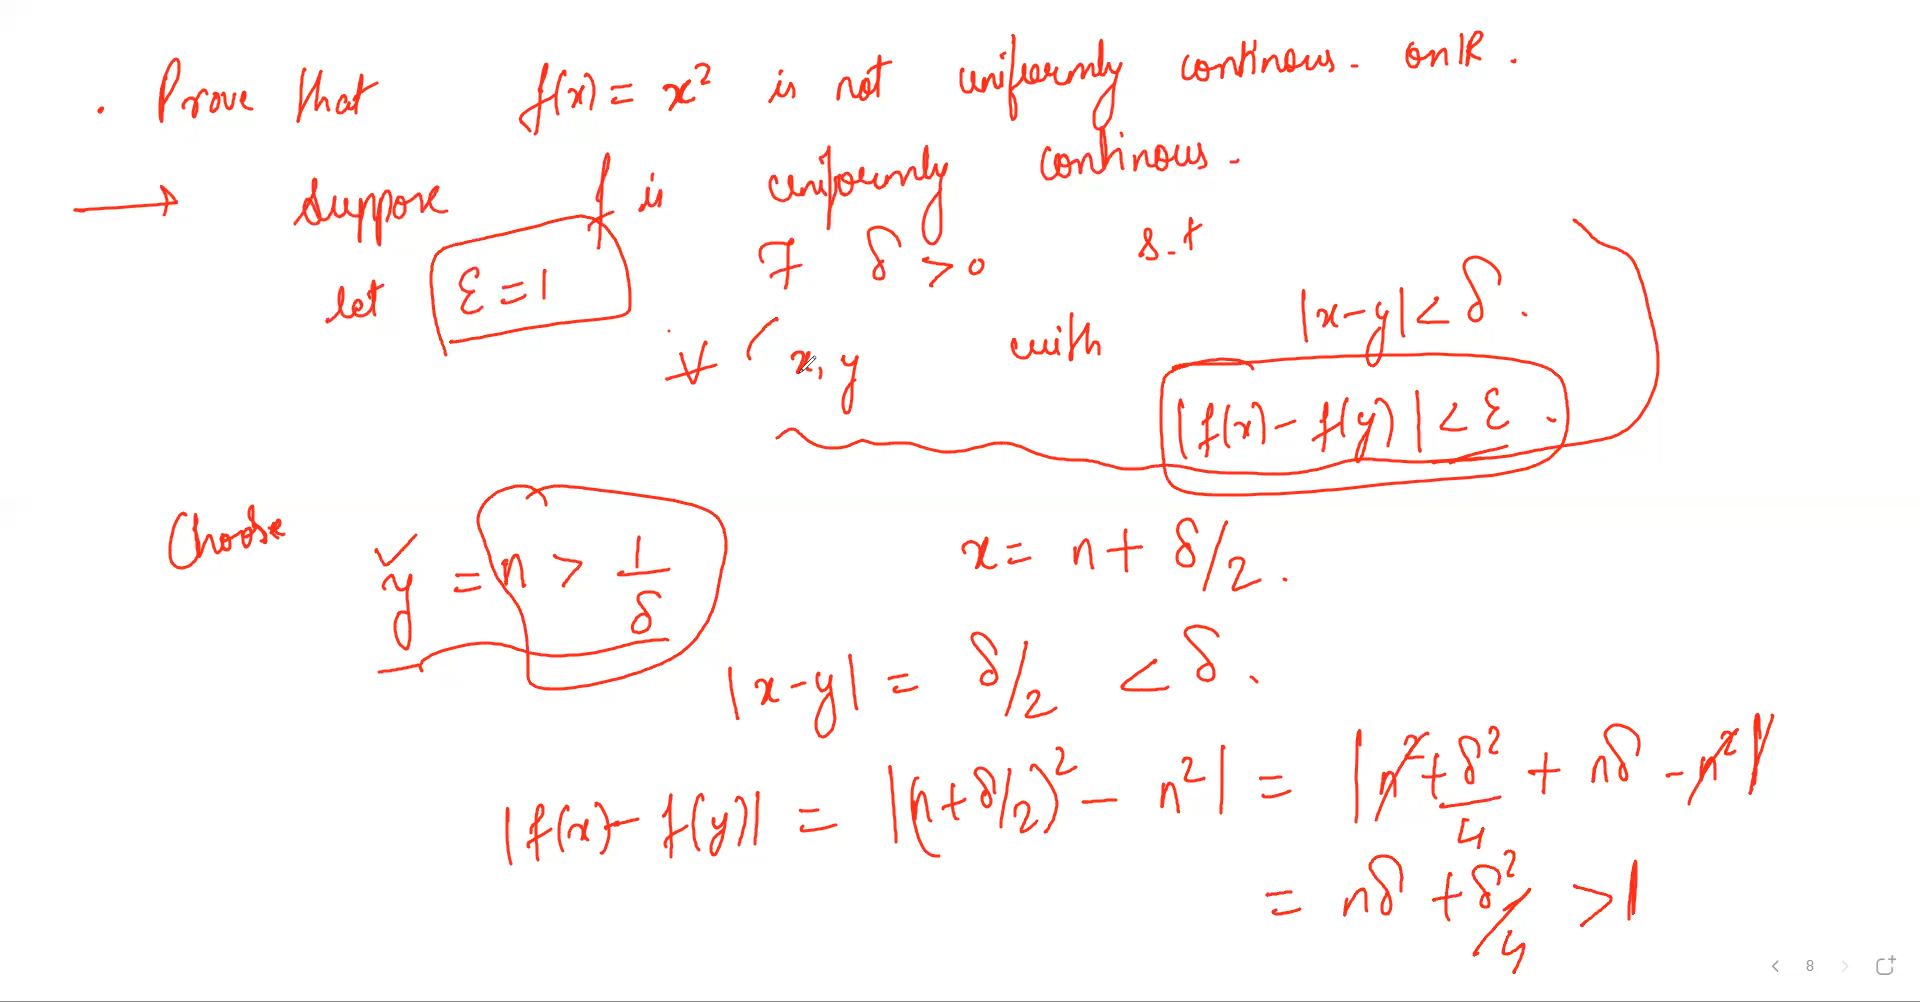 . Prove that f(x) = x² is not uniformly continous. on ℝ.
→ Suppose f is uniformly continous.
let ε = 1 ∃ δ > 0 s.t
∀ x, y with |x-y| < δ.
|f(x) - f(y)| < ε.
Choose y = n > 1/δ x = n + δ/2.
|x-y| = δ/2 < δ.
|f(x) - f(y)| = |(n+δ/2)² - n²| = |n² + δ²/4 + nδ - n²|
= nδ + δ²/4 > 1
8